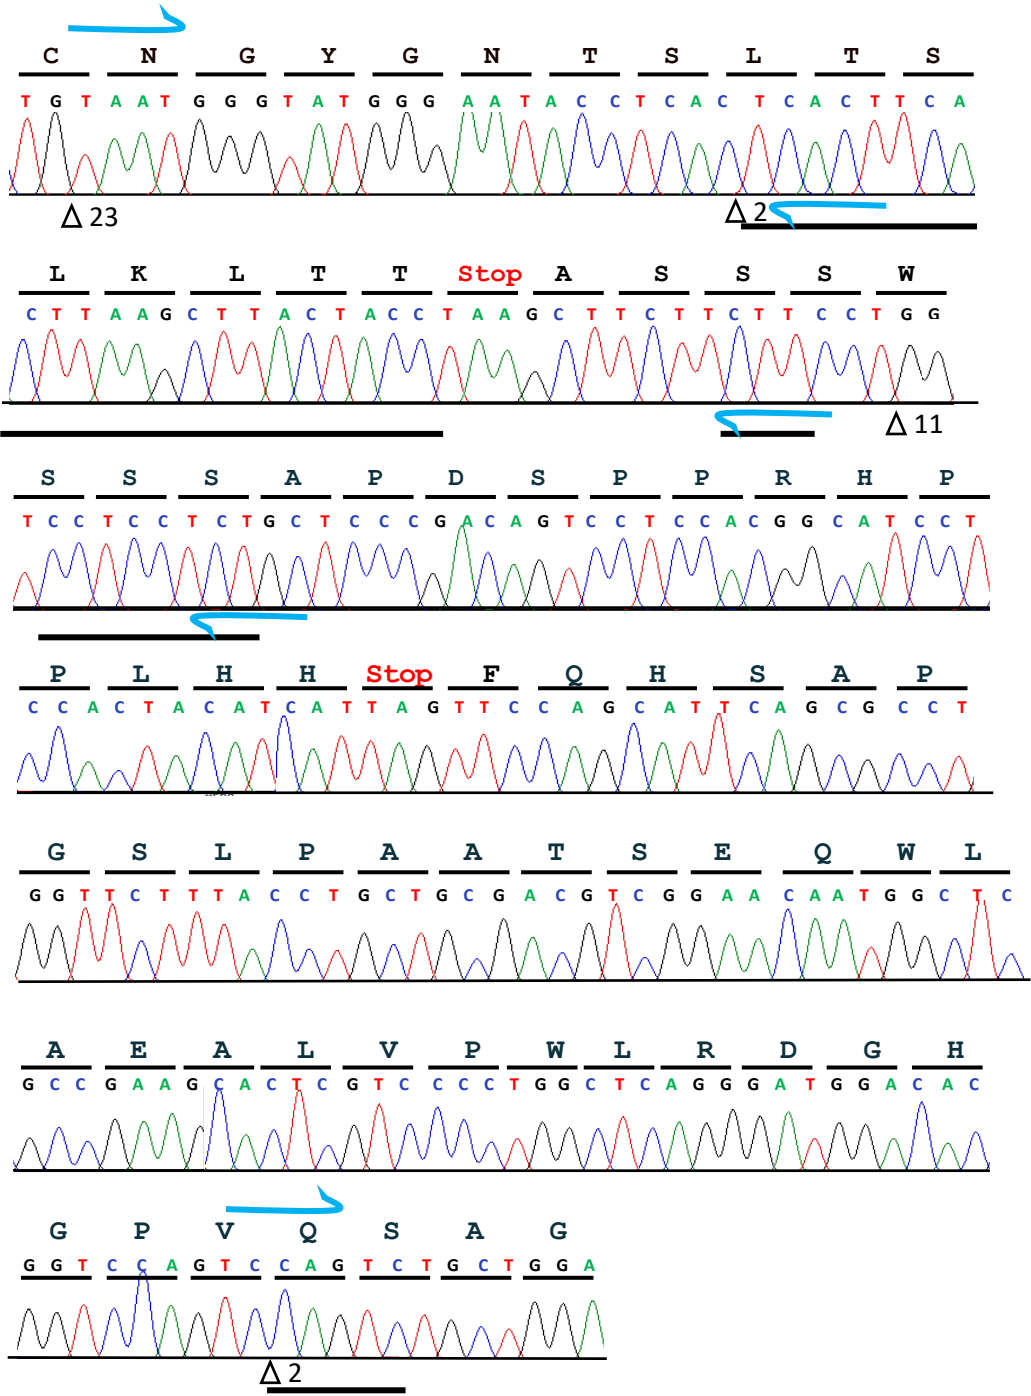 C N G Y G N T S L T S
T G T A A T G G G T A T G G G A A T A C C T C A C T C A C T T C A
Δ 23 Δ 2
L K L T T Stop A S S S W
C T T A A G C T T A C T A C C T A A G C T T C T T C T T C C T G G
Δ 11
S S S A P D S P P R H P
T C C T C C T C T G C T C C C G A C A G T C C T C C A C G G C A T C C T
P L H H Stop F Q H S A P
C C A C T A C A T C A T T A G T T C C A G C A T T C A G C G C C T
G S L P A A T S E Q W L
G G T T C T T T A C C T G C T G C G A C G T C G G A A C A A T G G C T C
A E A L V P W L R D G H
G C C G A A G C A C T C G T C C C C T G G C T C A G G G A T G G A C A C
G P V Q S A G
G G T C C A G T C C A G T C T G C T G G A
Δ 2